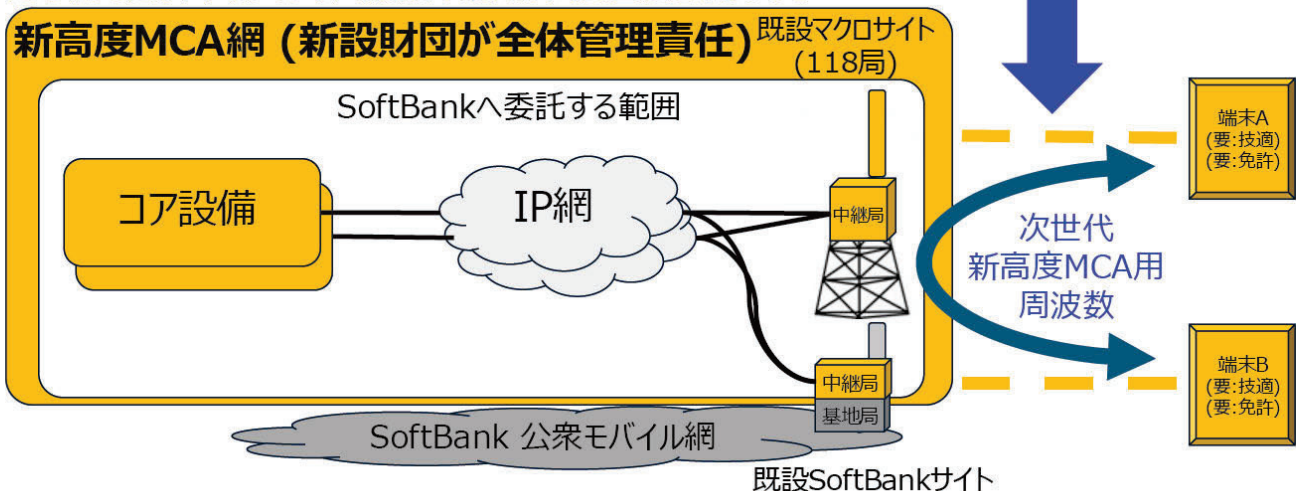 新高度MCA網 (新設財団が全体管理責任)
既設マクロサイト
(118局)
SoftBankへ委託する範囲
コア設備
IP網
中継局
中継局
基地局
SoftBank 公衆モバイル網
既設SoftBankサイト
次世代
新高度MCA用
周波数
端末A
(要:技適)
(要:免許)
端末B
(要:技適)
(要:免許)